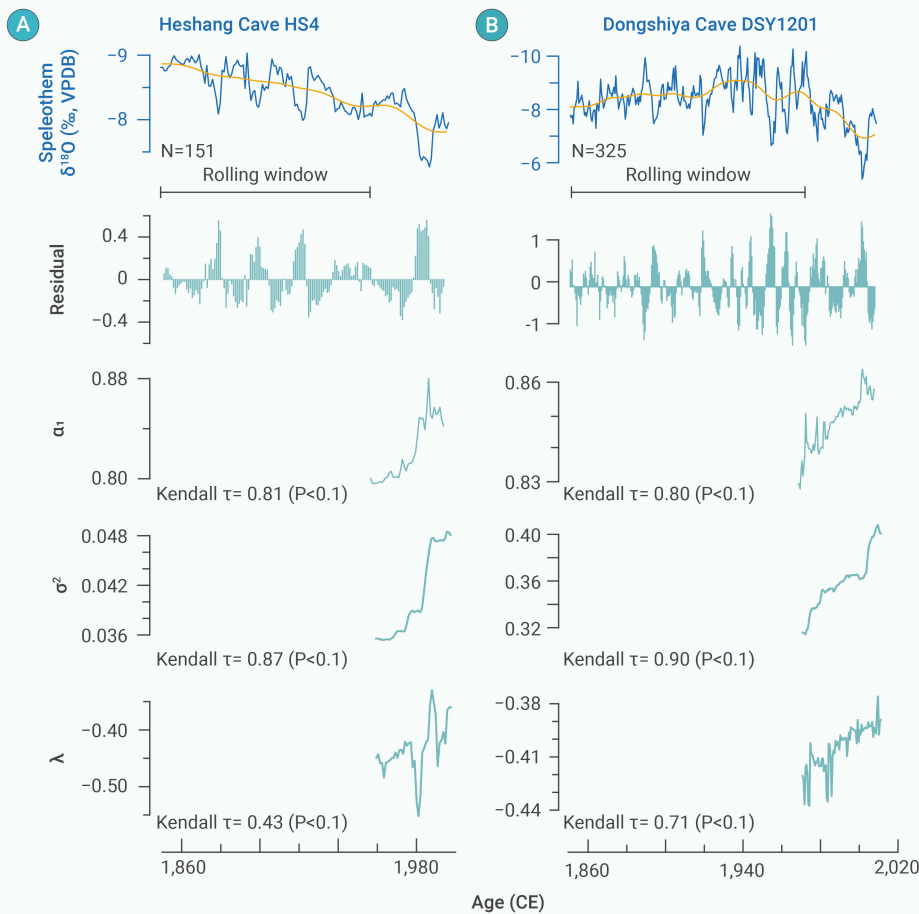 A
Heshang Cave HS4
Speleothem
δ¹⁸O (‰, VPDB)
−9
−8
N=151
Rolling window
Residual
0.4
0
−0.4
α₁
0.88
0.80
Kendall τ= 0.81 (P<0.1)
σ²
0.048
0.042
0.036
Kendall τ= 0.87 (P<0.1)
λ
−0.40
−0.50
Kendall τ= 0.43 (P<0.1)
1,860
1,980
B
Dongshiya Cave DSY1201
−10
−8
−6
N=325
Rolling window
1
0
-1
0.86
0.83
Kendall τ= 0.80 (P<0.1)
0.40
0.36
0.32
Kendall τ= 0.90 (P<0.1)
−0.38
−0.41
−0.44
Kendall τ= 0.71 (P<0.1)
1,860
1,940
2,020
Age (CE)